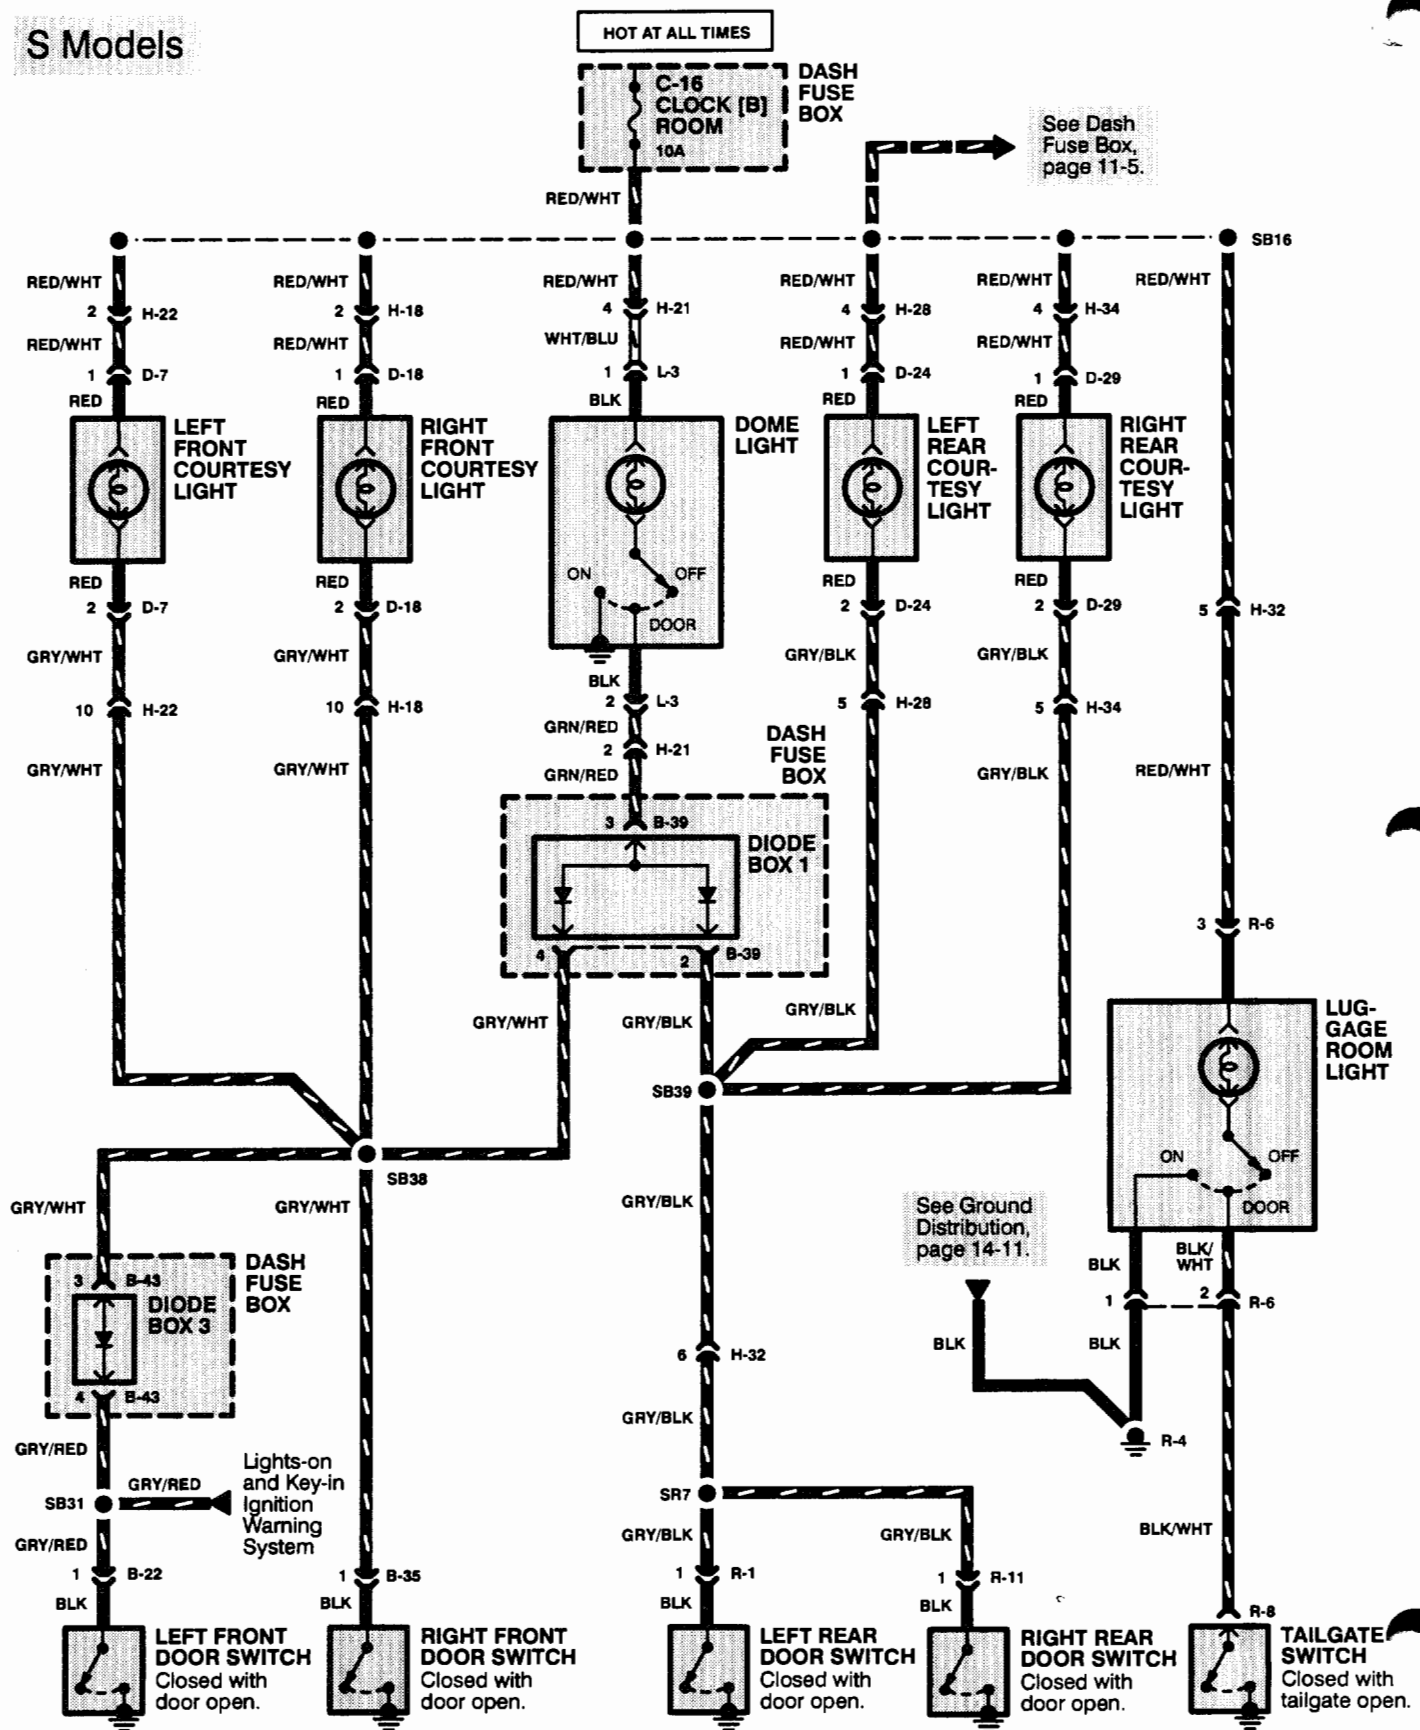 S Models
HOT AT ALL TIMES
C-16
CLOCK [B]
ROOM
10A
DASH
FUSE
BOX
See Dash
Fuse Box,
page 11-5.
RED/WHT
SB16
RED/WHT
RED/WHT
RED/WHT
RED/WHT
RED/WHT
RED/WHT
2 H-22
2 H-18
4 H-21
4 H-28
4 H-34
RED/WHT
RED/WHT
WHT/BLU
RED/WHT
RED/WHT
1 D-7
1 D-18
1 L-3
1 D-24
1 D-29
RED
RED
BLK
RED
RED
LEFT
FRONT
COURTESY
LIGHT
RIGHT
FRONT
COURTESY
LIGHT
DOME
LIGHT
LEFT
REAR
COUR-
TESY
LIGHT
RIGHT
REAR
COUR-
TESY
LIGHT
ON
OFF
DOOR
RED
RED
RED
RED
2 D-7
2 D-18
2 D-24
2 D-29
5 H-32
GRY/WHT
GRY/WHT
BLK
GRY/BLK
GRY/BLK
10 H-22
10 H-18
2 L-3
5 H-28
5 H-34
GRN/RED
2 H-21
GRN/RED
DASH
FUSE
BOX
GRY/WHT
GRY/WHT
GRY/BLK
RED/WHT
3 B-39
DIODE
BOX 1
4
2 B-39
3 R-6
GRY/WHT
GRY/BLK
GRY/BLK
LUG-
GAGE
ROOM
LIGHT
SB39
SB38
ON
OFF
DOOR
GRY/WHT
GRY/WHT
GRY/BLK
See Ground
Distribution,
page 14-11.
BLK
BLK/
WHT
DASH
FUSE
BOX
3 B-43
DIODE
BOX 3
4 B-43
1
2 R-6
BLK
BLK
6 H-32
GRY/BLK
R-4
GRY/RED
SB31
GRY/RED
Lights-on
and Key-in
Ignition
Warning
System
SR7
GRY/RED
GRY/BLK
GRY/BLK
BLK/WHT
1 B-22
1 B-35
1 R-1
1 R-11
BLK
BLK
BLK
BLK
R-8
LEFT FRONT
DOOR SWITCH
Closed with
door open.
RIGHT FRONT
DOOR SWITCH
Closed with
door open.
LEFT REAR
DOOR SWITCH
Closed with
door open.
RIGHT REAR
DOOR SWITCH
Closed with
door open.
TAILGATE
SWITCH
Closed with
tailgate open.